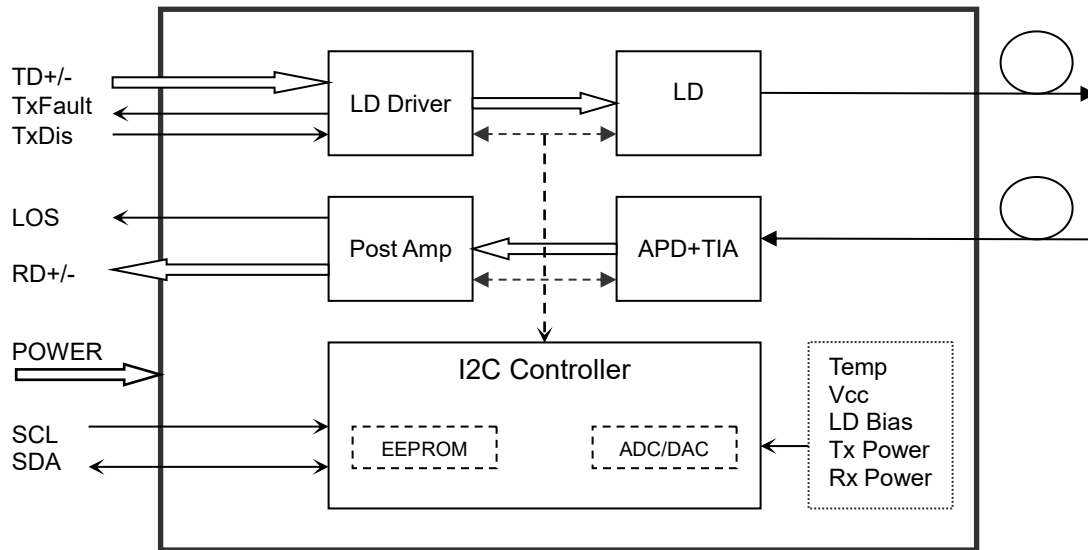 TD+/-
TxFault
TxDis
LD Driver
LD
LOS
RD+/-
Post Amp
APD+TIA
POWER
SCL
SDA
I2C Controller
EEPROM
ADC/DAC
Temp
Vcc
LD Bias
Tx Power
Rx Power